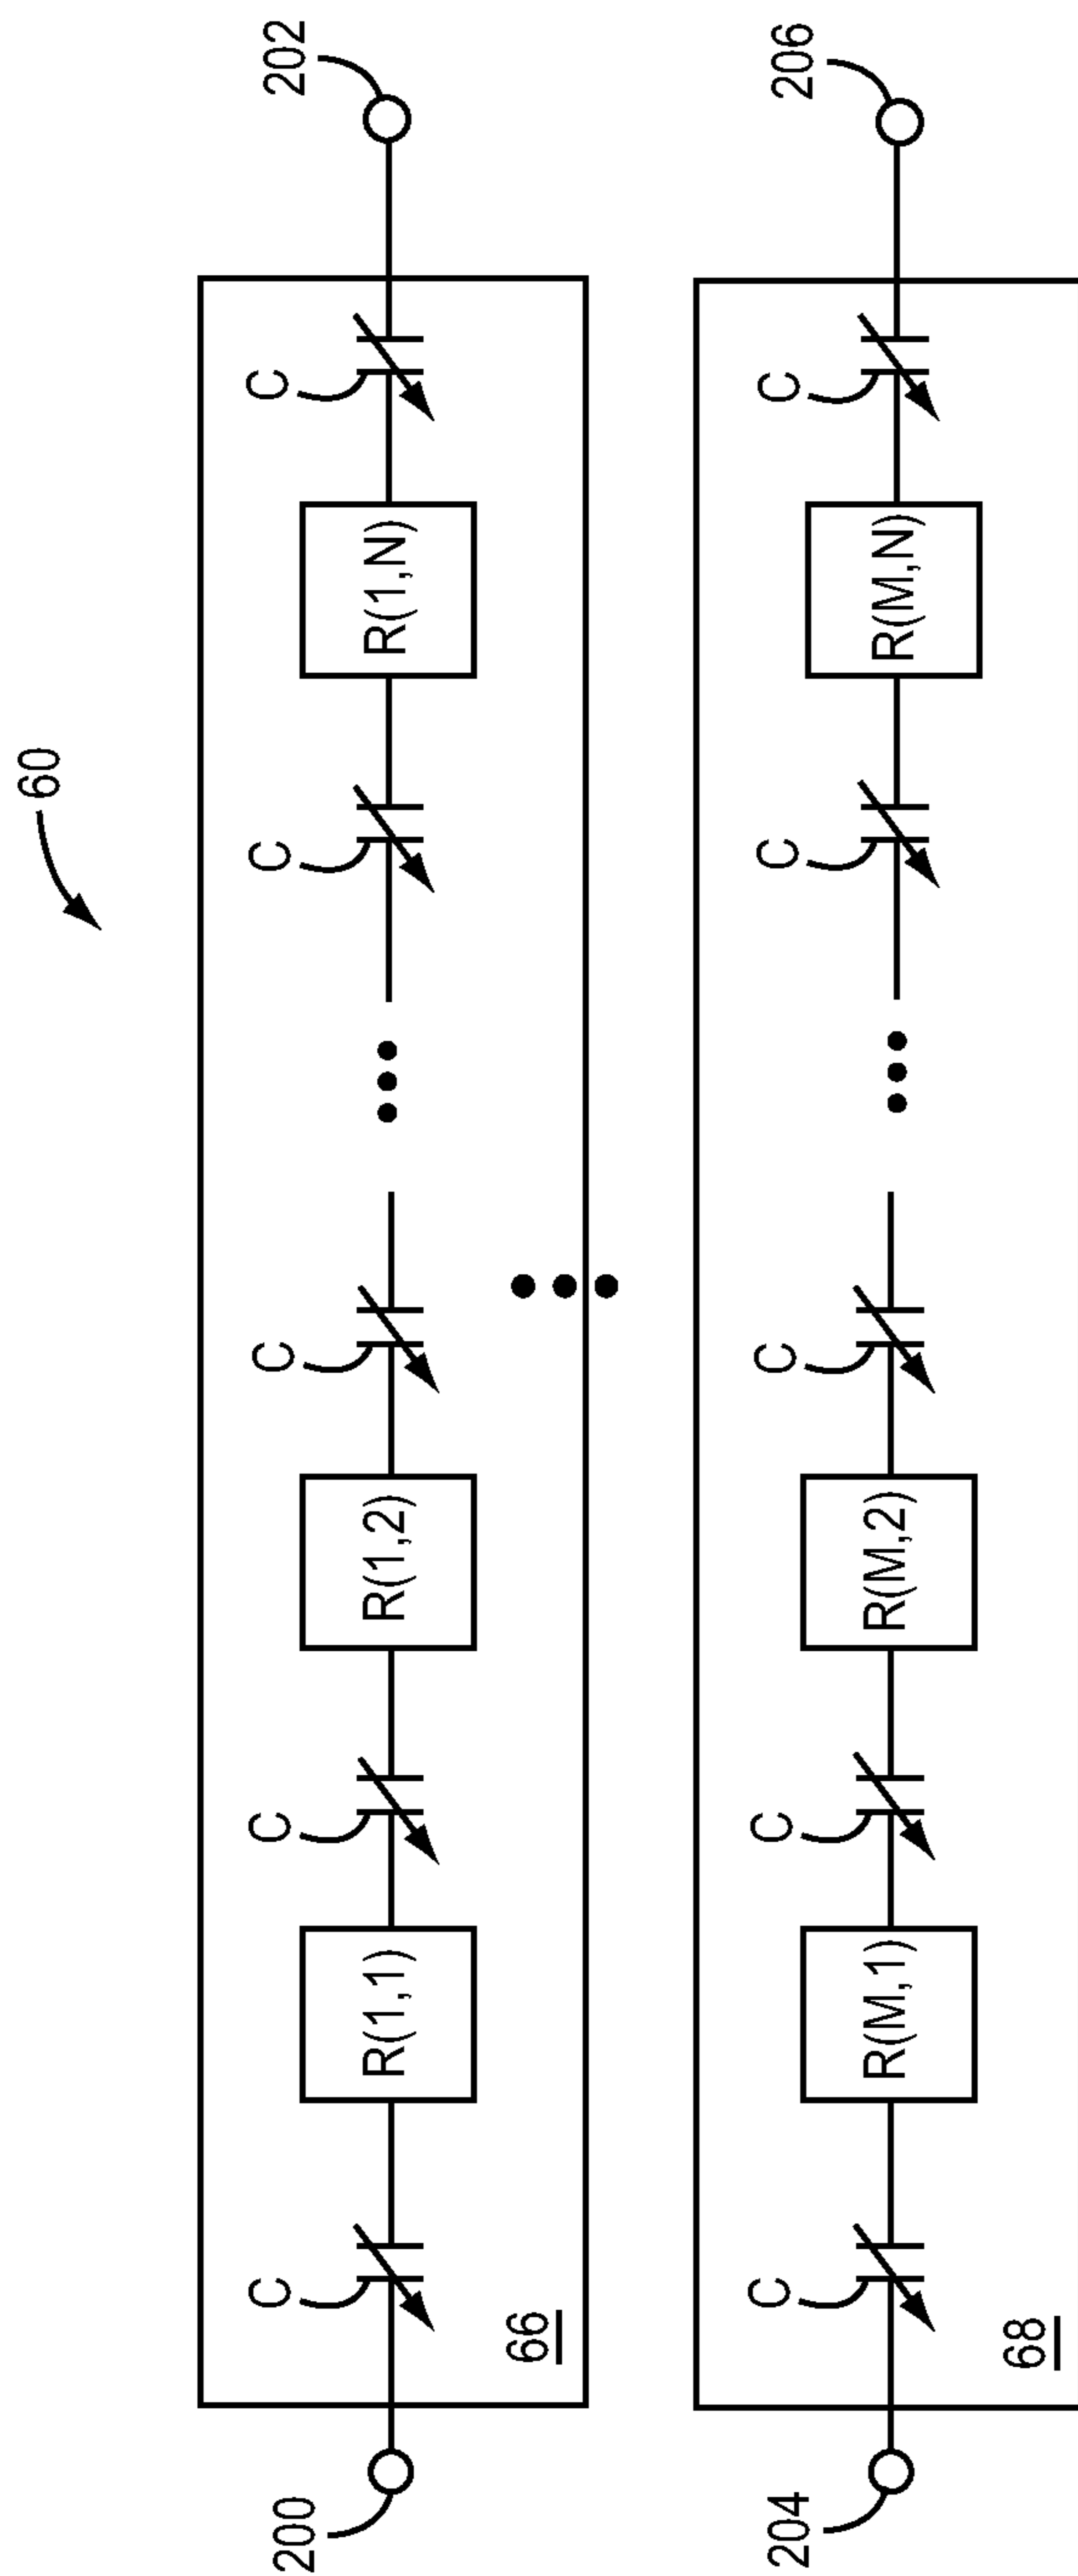 60
C
C
C
C
C
200
R(1,1)
R(1,2)
R(1,N)
202
66
C
C
C
C
C
204
R(M,1)
R(M,2)
R(M,N)
206
68